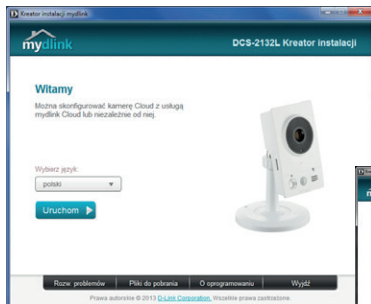 Kreator instalacji mydlink
mydlink
DCS-2132L Kreator instalacji
Witamy
Można skonfigurować kamerę Cloud z usługą
mydlink Cloud lub niezależnie od niej.
Wybierz język:
polski
Uruchom
Rozw. problemów
Pliki do pobrania
O oprogramowaniu
Wyjdź
Prawa autorskie © 2013 D-Link Corporation. Wszelkie prawa zastrzeżone.